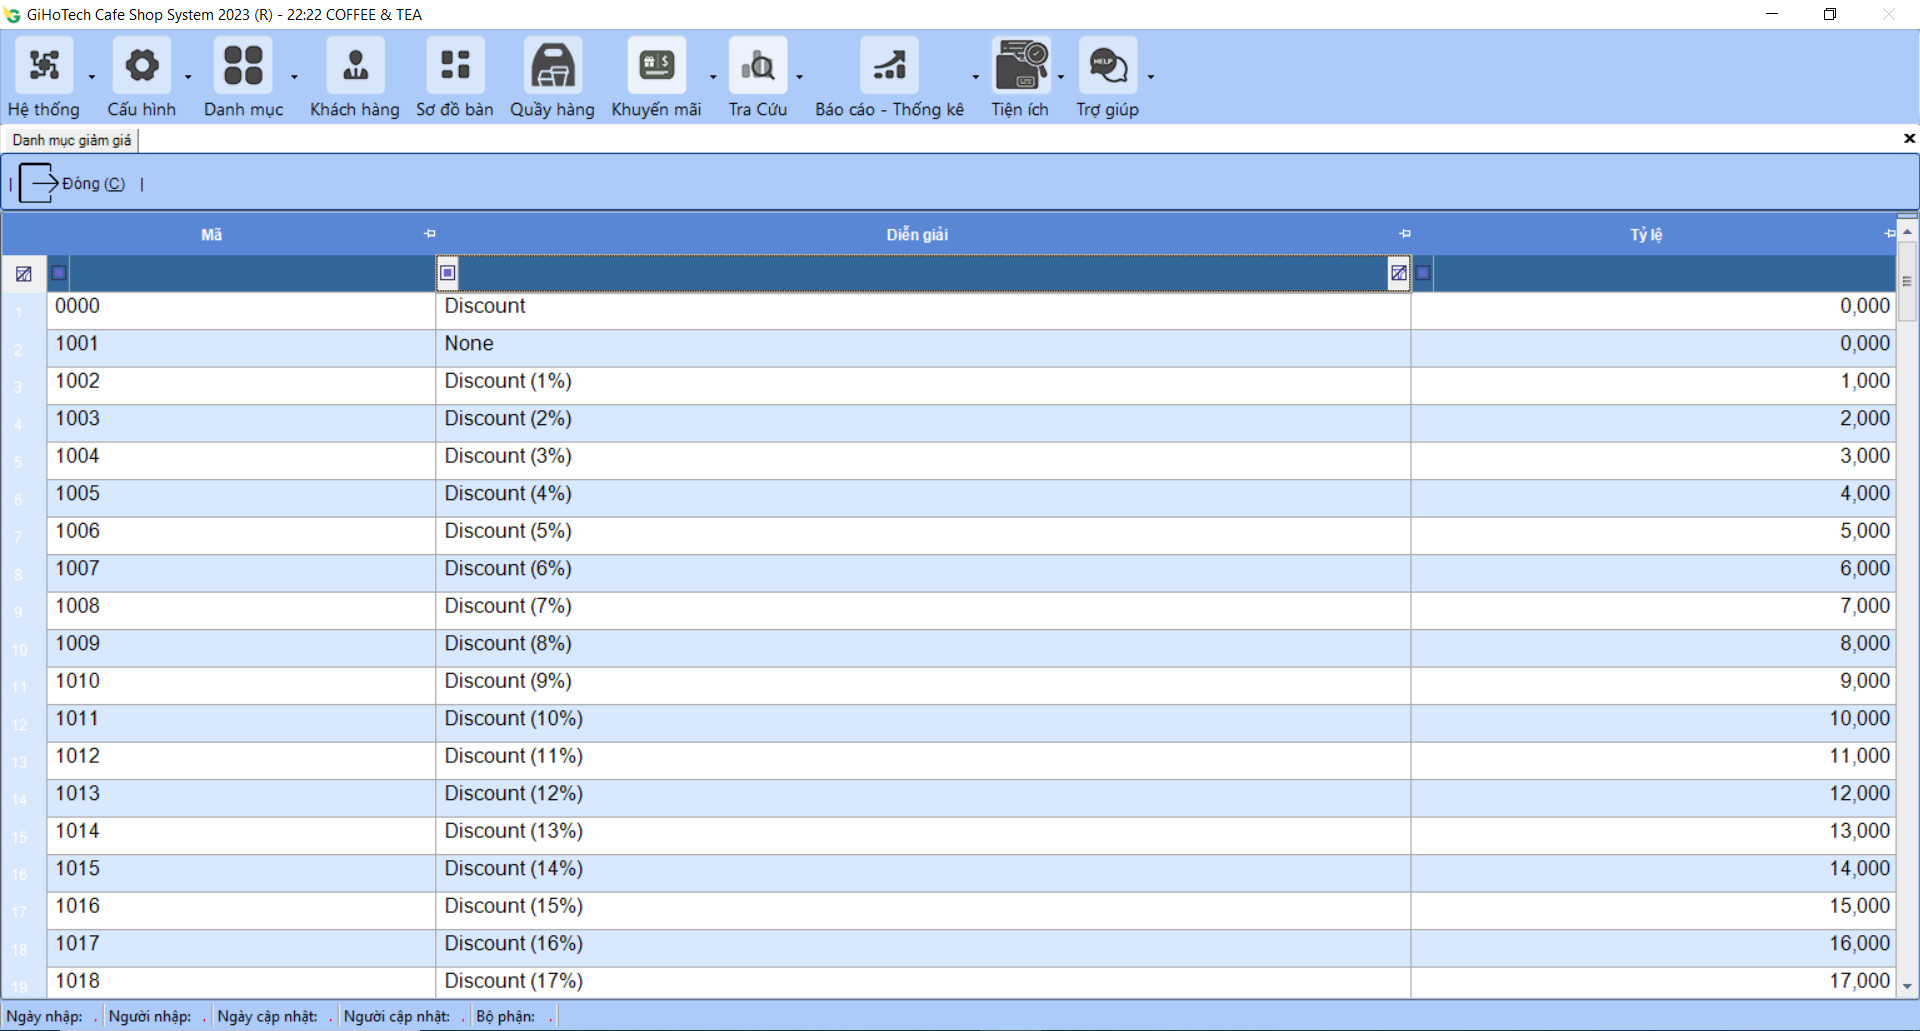 GiHoTech Cafe Shop System 2023 (R) - 22:22 COFFEE & TEA
Hệ thống Cấu hình Danh mục Khách hàng Sơ đồ bàn Quầy hàng Khuyến mãi Tra Cứu Báo cáo - Thống kê Tiện ích Trợ giúp
HELP
Danh mục giảm giá
| Đóng (C) |
Mã Diễn giải Tỷ lệ
1 0000 Discount 0,000
2 1001 None 0,000
3 1002 Discount (1%) 1,000
4 1003 Discount (2%) 2,000
5 1004 Discount (3%) 3,000
6 1005 Discount (4%) 4,000
7 1006 Discount (5%) 5,000
8 1007 Discount (6%) 6,000
9 1008 Discount (7%) 7,000
10 1009 Discount (8%) 8,000
11 1010 Discount (9%) 9,000
12 1011 Discount (10%) 10,000
13 1012 Discount (11%) 11,000
14 1013 Discount (12%) 12,000
15 1014 Discount (13%) 13,000
16 1015 Discount (14%) 14,000
17 1016 Discount (15%) 15,000
18 1017 Discount (16%) 16,000
19 1018 Discount (17%) 17,000
Ngày nhập: . Người nhập: . Ngày cập nhật: . Người cập nhật: . Bộ phận: .